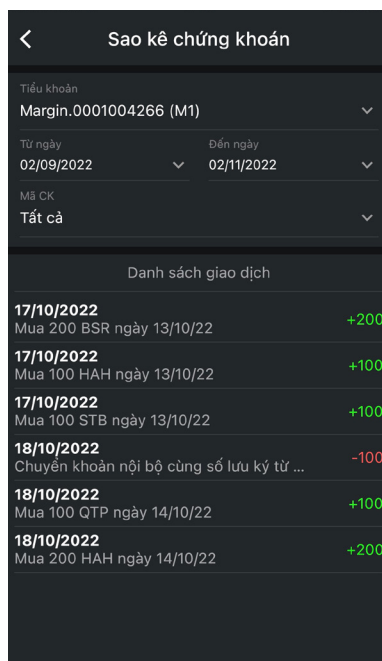 Sao kê chứng khoán
Tiểu khoản
Margin.0001004266 (M1)
Từ ngày Đến ngày
02/09/2022 02/11/2022
Mã CK
Tất cả
Danh sách giao dịch
17/10/2022
Mua 200 BSR ngày 13/10/22 +200
17/10/2022
Mua 100 HAH ngày 13/10/22 +100
17/10/2022
Mua 100 STB ngày 13/10/22 +100
18/10/2022
Chuyển khoản nội bộ cùng số lưu ký từ ... -100
18/10/2022
Mua 100 QTP ngày 14/10/22 +100
18/10/2022
Mua 200 HAH ngày 14/10/22 +200